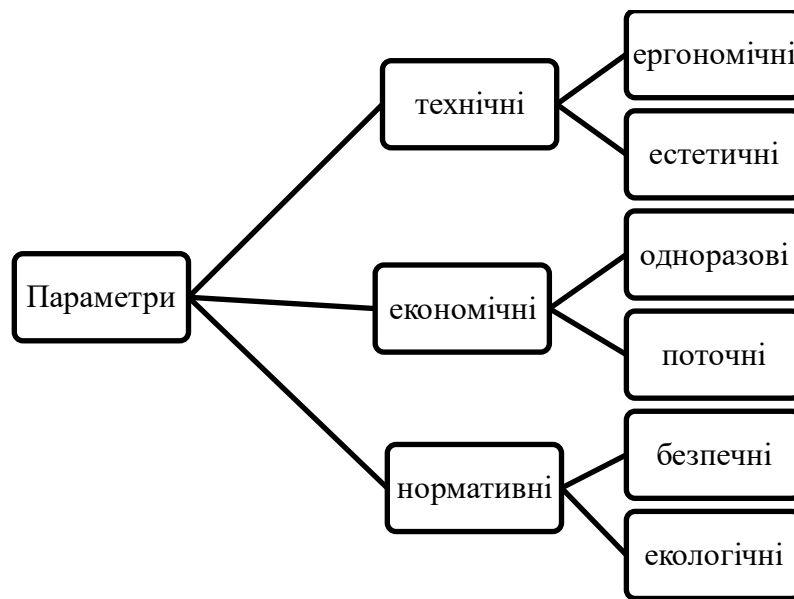 Параметри
технічні
ергономічні
естетичні
економічні
одноразові
поточні
нормативні
безпечні
екологічні